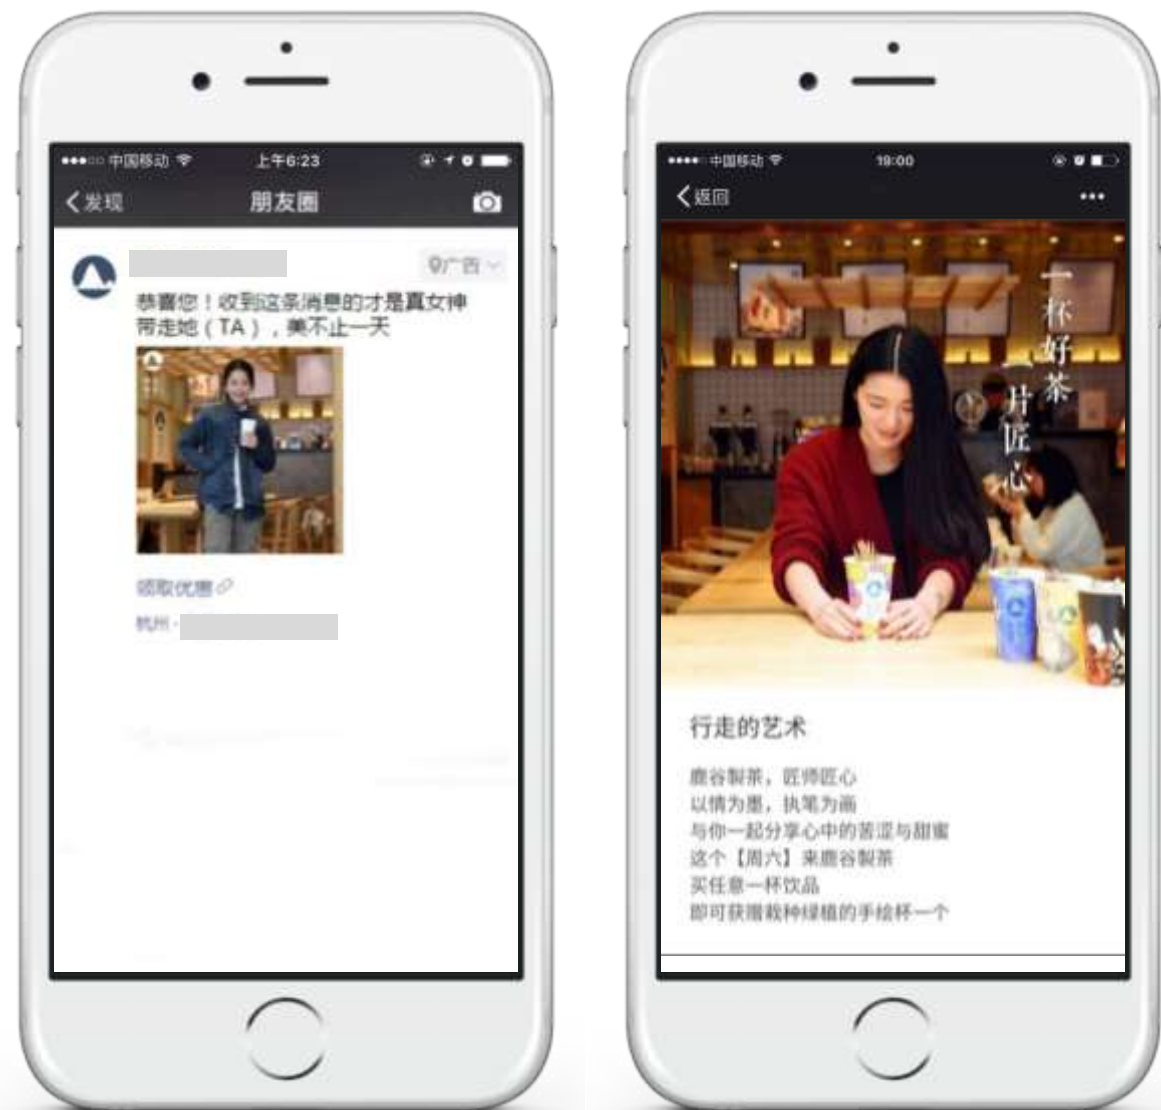 中国移动
上午6:23
发现
朋友圈
广告
恭喜您！收到这条消息的才是真女神
带走她（TA），美不止一天
领取优惠
杭州·
中国移动
19:00
返回
一杯好茶
一片匠心
行走的艺术
鹿谷製茶，匠师匠心
以情为墨，执笔为画
与你一起分享心中的苦涩与甜蜜
这个【周六】来鹿谷製茶
买任意一杯饮品
即可获赠栽种绿植的手绘杯一个